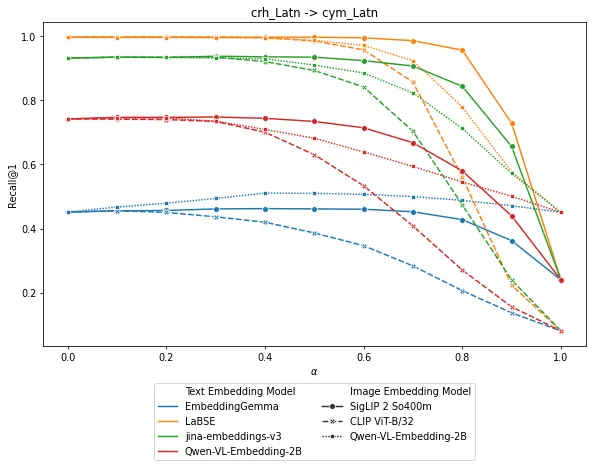 crh_Latn -> cym_Latn
Recall@1
1.0
0.8
0.6
0.4
0.2
0.0
0.2
0.4
0.6
0.8
1.0
α
Text Embedding Model
EmbeddingGemma
LaBSE
jina-embeddings-v3
Qwen-VL-Embedding-2B
Image Embedding Model
SigLIP 2 So400m
CLIP ViT-B/32
Qwen-VL-Embedding-2B